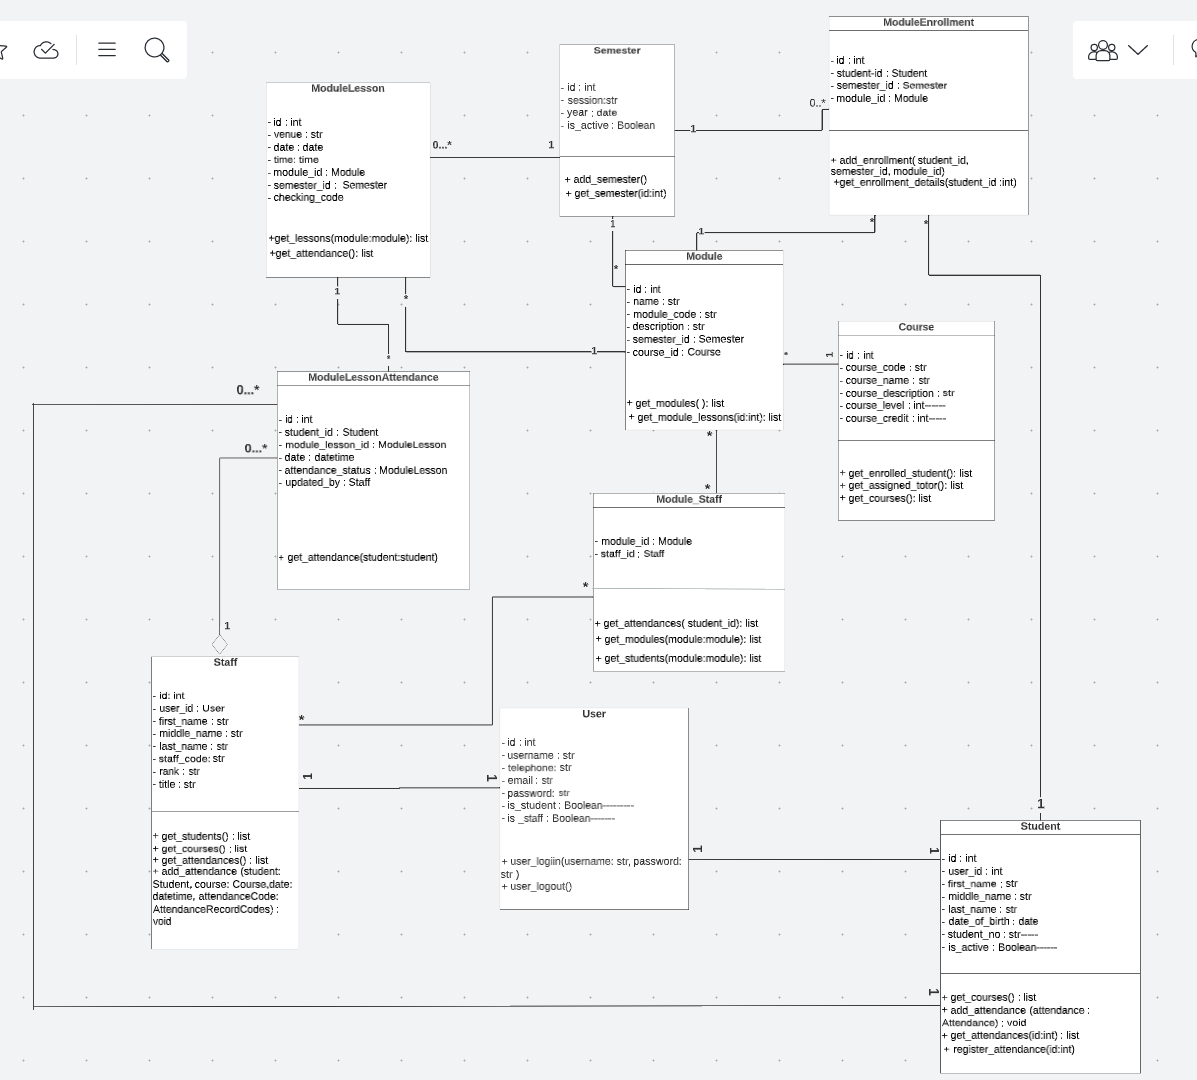 ModuleEnrollment
- id : int
- student-id : Student
- semester_id : Semester
- module_id : Module
+ add_enrollment( student_id,
semester_id, module_id)
+get_enrollment_details(student_id :int)
0..*
Semester
- id : int
- session:str
- year : date
- is_active : Boolean
+ add_semester()
+ get_semester(id:int)
1
1
1
ModuleLesson
- id : int
- venue : str
- date : date
- time: time
- module_id : Module
- semester_id : Semester
- checking_code
+get_lessons(module:module): list
+get_attendance(): list
0...*
1
*
*
*
1
*
Module
- id : int
- name : str
- module_code : str
- description : str
- semester_id : Semester
- course_id : Course
+ get_modules( ): list
+ get_module_lessons(id:int): list
1
*
1
*
Course
- id : int
- course_code : str
- course_name : str
- course_description : str
- course_level : int------
- course_credit : int------
+ get_enrolled_student(): list
+ get_assigned_totor(): list
+ get_courses(): list
*
ModuleLessonAttendance
- id : int
- student_id : Student
- module_lesson_id : ModuleLesson
- date : datetime
- attendance_status : ModuleLesson
- updated_by : Staff
+ get_attendance(student:student)
0...*
0...*
1
*
Module_Staff
- module_id : Module
- staff_id : Staff
+ get_attendances( student_id): list
+ get_modules(module:module): list
+ get_students(module:module): list
*
Staff
- id: int
- user_id : User
- first_name : str
- middle_name : str
- last_name : str
- staff_code: str
- rank : str
- title : str
+ get_students() : list
+ get_courses() : list
+ get_attendances() : list
+ add_attendance (student:
Student, course: Course,date:
datetime, attendanceCode:
AttendanceRecordCodes) :
void
*
1
1
User
- id : int
- username : str
- telephone: str
- email : str
- password: str
- is_student : Boolean----------
- is _staff : Boolean--------
+ user_logiin(username: str, password:
str )
+ user_logout()
1
1
1
Student
- id : int
- user_id : int
- first_name : str
- middle_name : str
- last_name : str
- date_of_birth : date
- student_no : str-----
- is_active : Boolean-------
+ get_courses() : list
+ add_attendance (attendance :
Attendance) : void
+ get_attendances(id:int) : list
+ register_attendance(id:int)
1